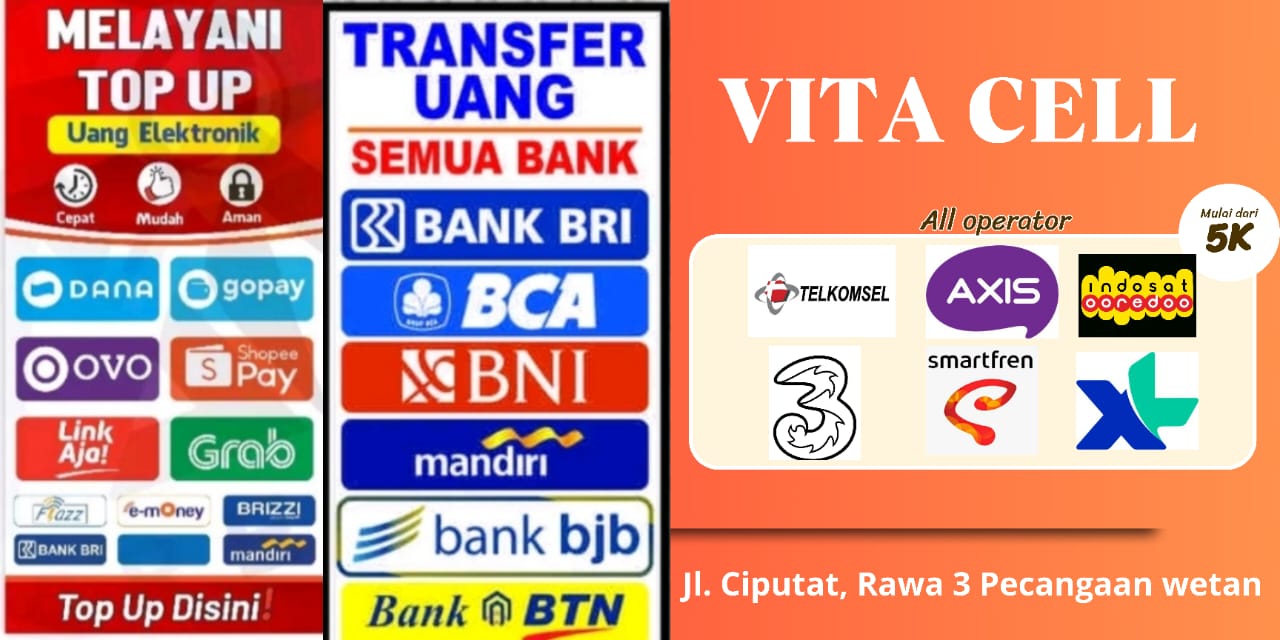 MELAYANI
TOP UP
Uang Elektronik
Cepat
Mudah
Aman
DANA
gopay
OVO
Shopee
Pay
Link
Aja!
Grab
Flazz
e-money
BRIZZI
BANK BRI
mandiri
Top Up Disini!
TRANSFER
UANG
SEMUA BANK
BANK BRI
BCA
BNI
mandiri
bank bjb
Bank BTN
VITA CELL
All operator
Mulai dari
5K
TELKOMSEL
AXIS
indosat
ooredoo
3
smartfren
XL
Jl. Ciputat, Rawa 3 Pecangaan wetan